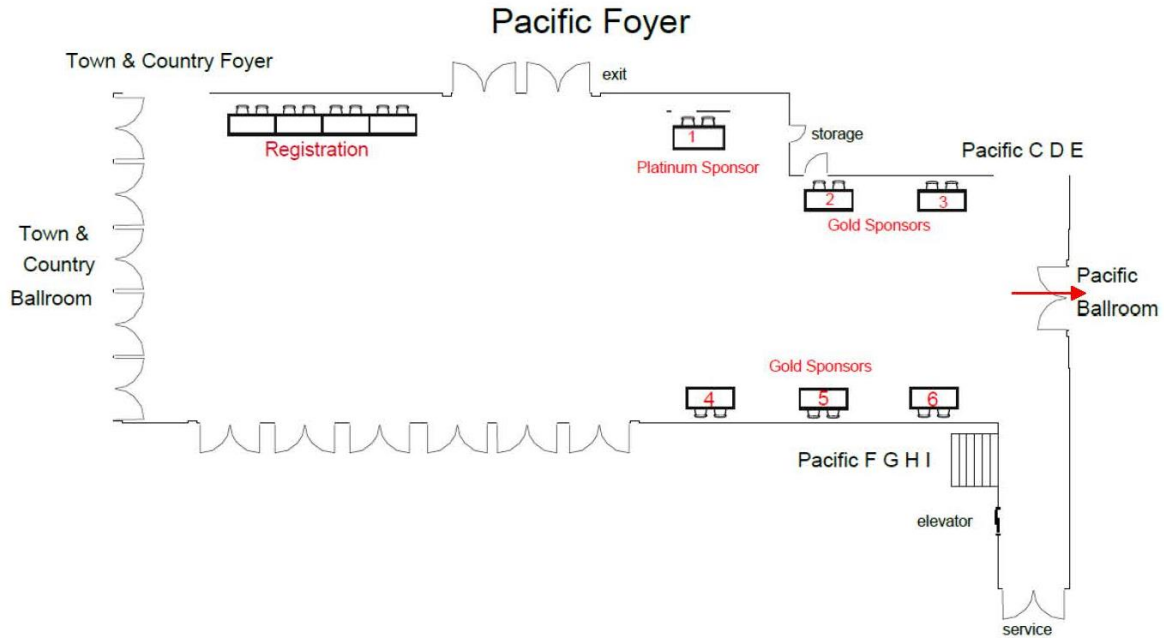 Pacific Foyer
Town & Country Foyer
exit
1
storage
Registration
Platinum Sponsor
Pacific C D E
2
3
Gold Sponsors
Town &
Country
Ballroom
Pacific
Ballroom
Gold Sponsors
4
5
6
Pacific F G H I
elevator
service